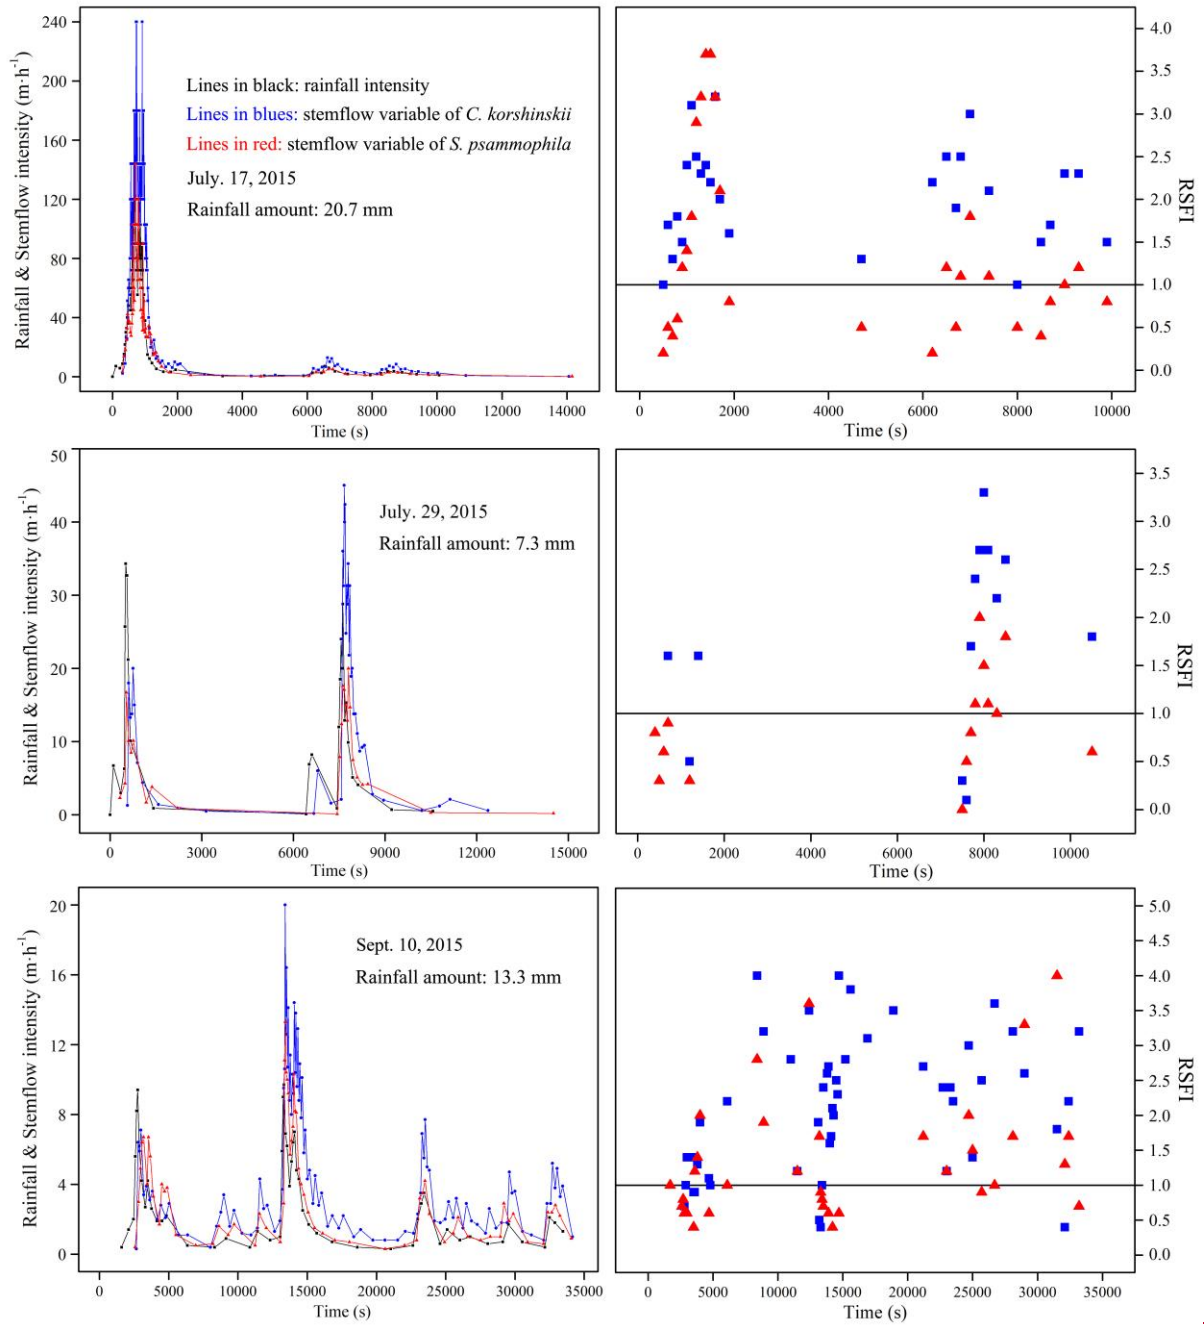 Rainfall & Stemflow intensity (m·h⁻¹)
240
200
160
120
80
40
0
Lines in black: rainfall intensity
Lines in blues: stemflow variable of C. korshinskii
Lines in red: stemflow variable of S. psammophila
July. 17, 2015
Rainfall amount: 20.7 mm
0 2000 4000 6000 8000 10000 12000 14000
Time (s)
4.0
3.5
3.0
2.5
2.0
1.5
1.0
0.5
0.0
RSFI
0 2000 4000 6000 8000 10000
Time (s)
Rainfall & Stemflow intensity (m·h⁻¹)
50
40
30
20
10
0
July. 29, 2015
Rainfall amount: 7.3 mm
0 3000 6000 9000 12000 15000
Time (s)
3.5
3.0
2.5
2.0
1.5
1.0
0.5
0.0
RSFI
0 2000 4000 6000 8000 10000
Time (s)
Rainfall & Stemflow intensity (m·h⁻¹)
20
16
12
8
4
0
Sept. 10, 2015
Rainfall amount: 13.3 mm
0 5000 10000 15000 20000 25000 30000 35000
Time (s)
5.0
4.5
4.0
3.5
3.0
2.5
2.0
1.5
1.0
0.5
0.0
RSFI
0 5000 10000 15000 20000 25000 30000 35000
Time (s)